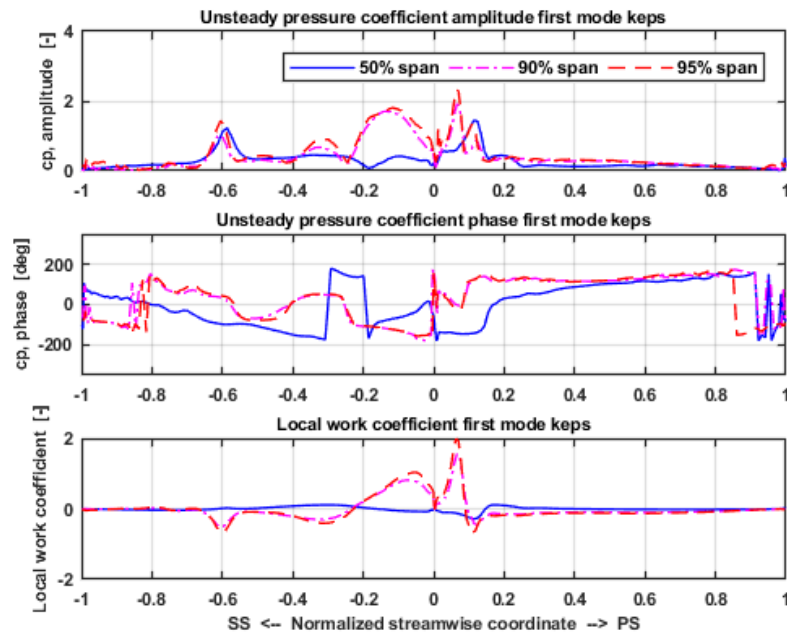 Unsteady pressure coefficient amplitude first mode keps
cp, amplitude [-]
4
2
0
50% span 90% span 95% span
-1 -0.8 -0.6 -0.4 -0.2 0 0.2 0.4 0.6 0.8 1
Unsteady pressure coefficient phase first mode keps
cp, phase [deg]
200
0
-200
-1 -0.8 -0.6 -0.4 -0.2 0 0.2 0.4 0.6 0.8 1
Local work coefficient first mode keps
Local work coefficient [-]
2
0
-2
-1 -0.8 -0.6 -0.4 -0.2 0 0.2 0.4 0.6 0.8 1
SS <-- Normalized streamwise coordinate --> PS